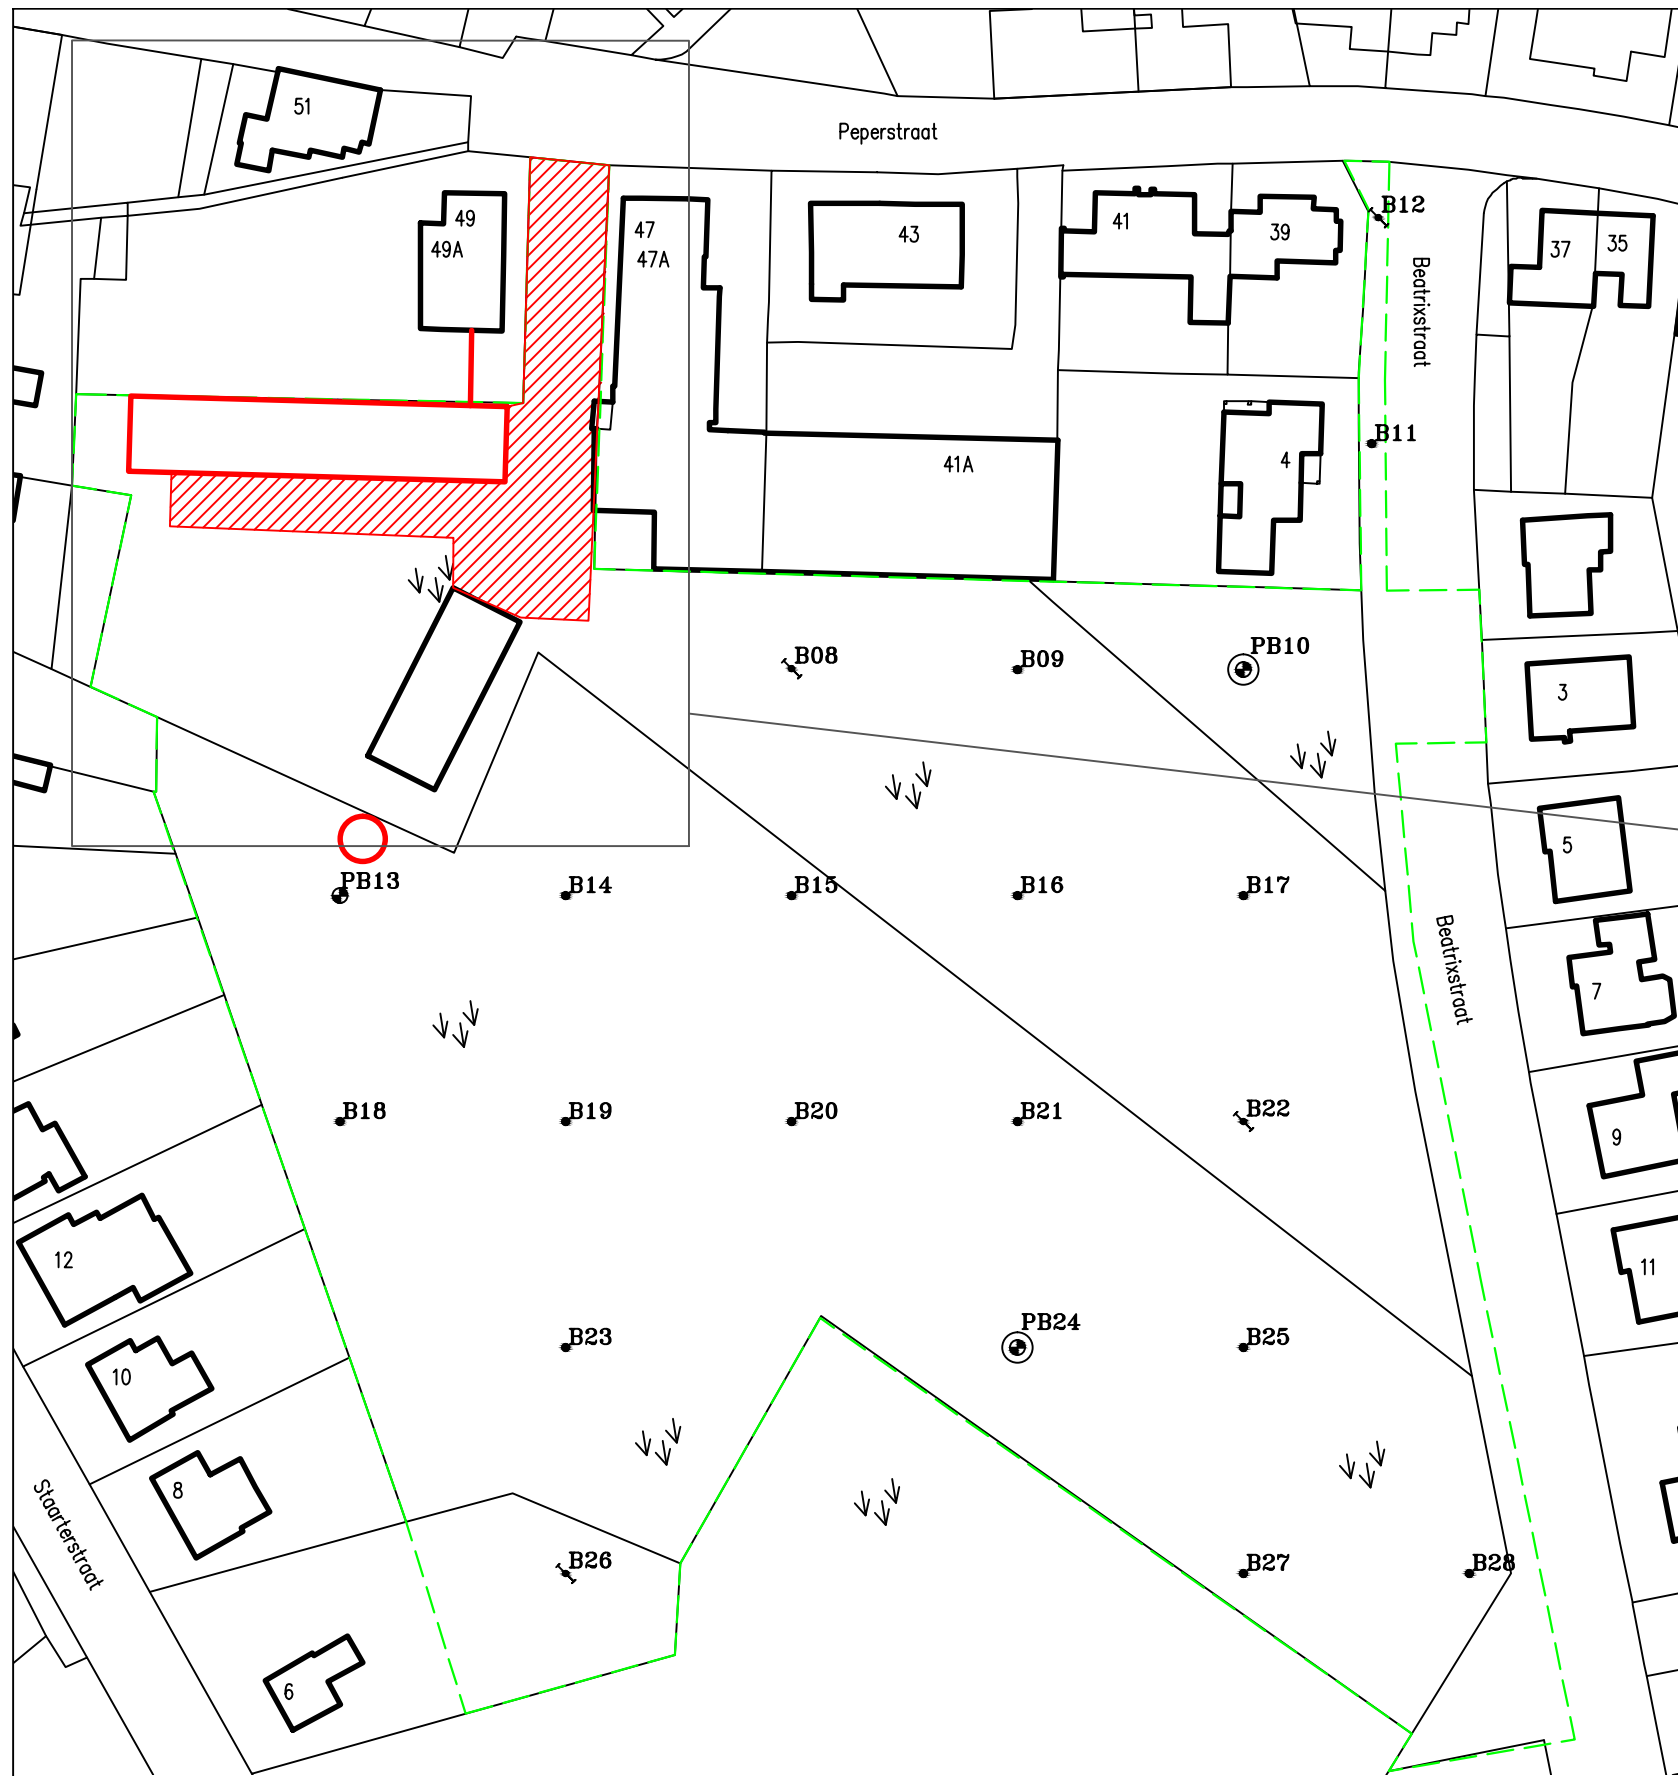 51
Peperstraat
49
49A
47
47A
43
41
39
B12
37
35
Beatrixstraat
B11
41A
4
B08
B09
PB10
3
5
PB13
B14
B15
B16
B17
7
Beatrixstraat
B18
B19
B20
B21
B22
9
12
11
B23
PB24
B25
10
8
Staarterstraat
B26
B27
B28
6